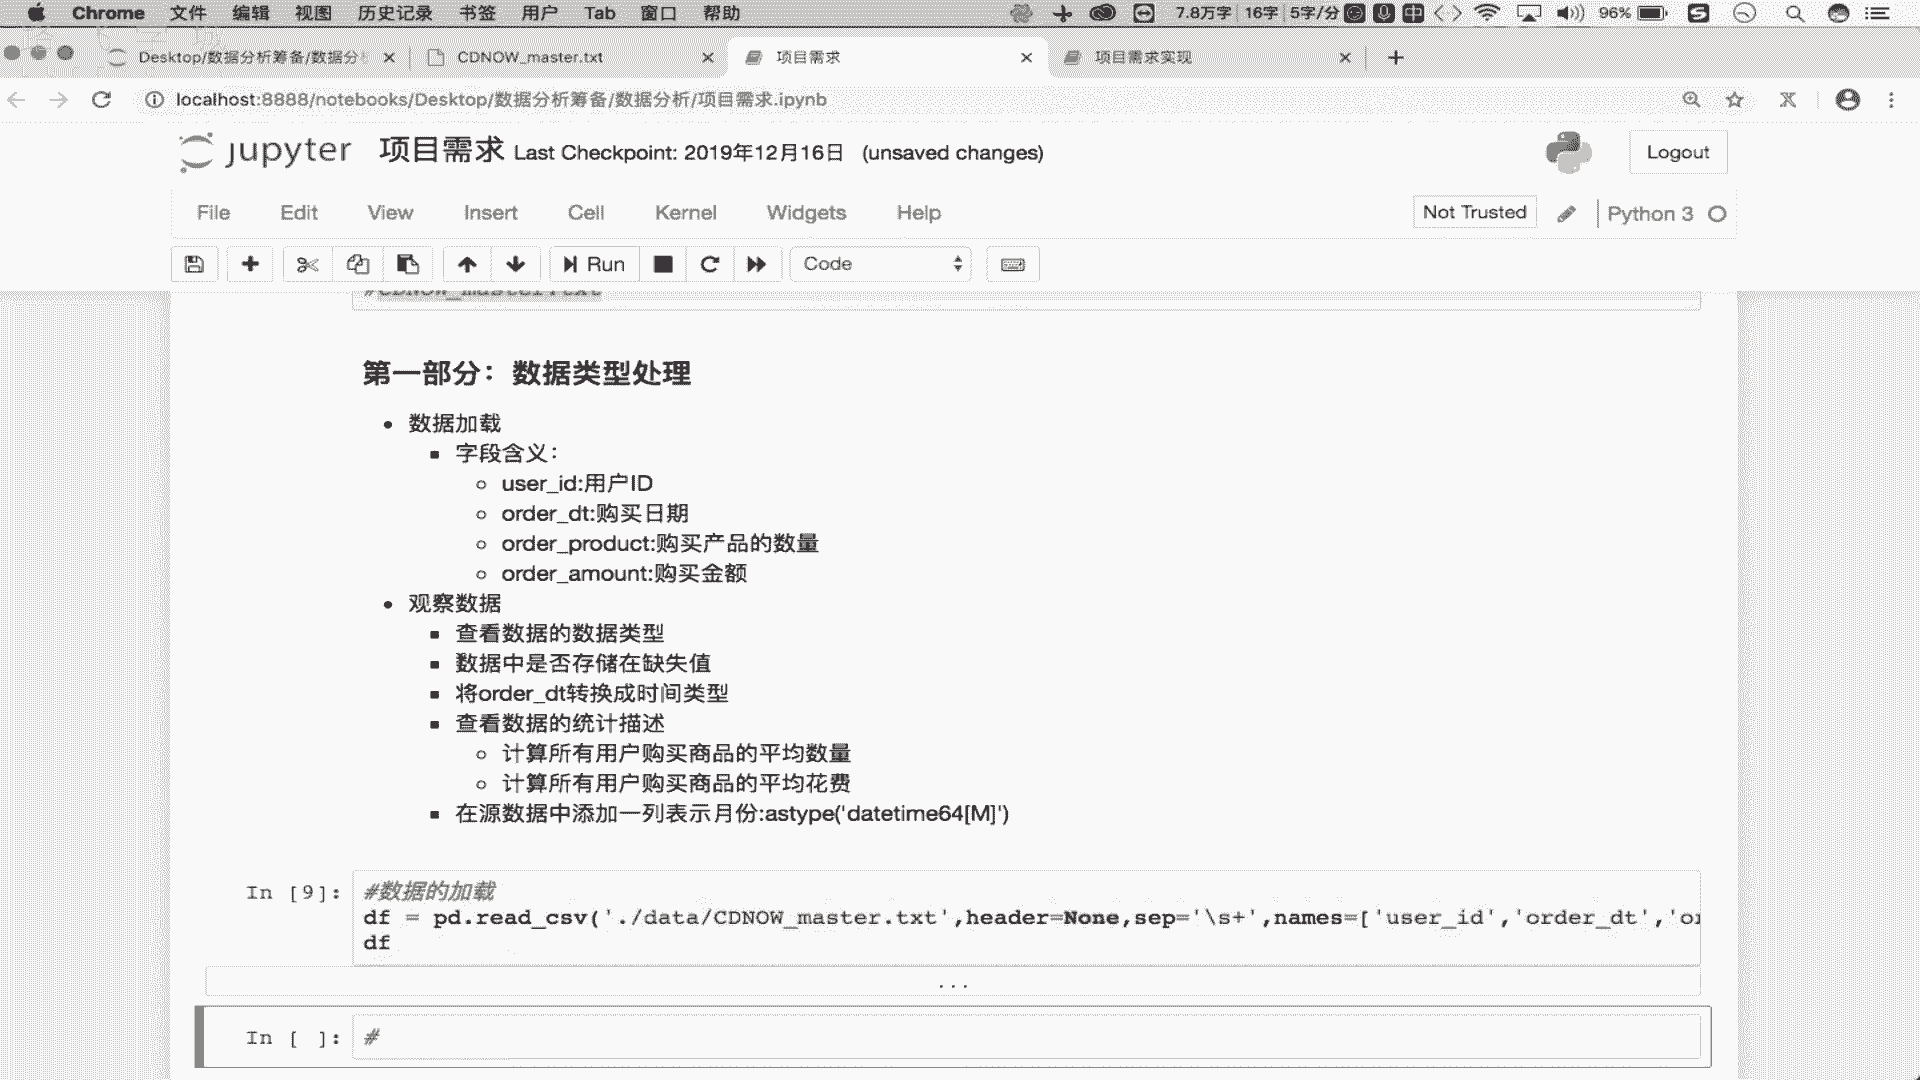 Chrome 文件 编辑 视图 历史记录 书签 用户 Tab 窗口 帮助 7.8万字 16字 5字/分 中 96%
Desktop/数据分析筹备/数据分 CDNOW_master.txt 项目需求 项目需求实现
localhost:8888/notebooks/Desktop/数据分析筹备/数据分析/项目需求.ipynb
jupyter 项目需求 Last Checkpoint: 2019年12月16日 (unsaved changes) Logout
File Edit View Insert Cell Kernel Widgets Help Not Trusted Python 3
Run Code
第一部分：数据类型处理
数据加载
字段含义：
user_id:用户ID
order_dt:购买日期
order_product:购买产品的数量
order_amount:购买金额
观察数据
查看数据的数据类型
数据中是否存储在缺失值
将order_dt转换成时间类型
查看数据的统计描述
计算所有用户购买商品的平均数量
计算所有用户购买商品的平均花费
在源数据中添加一列表示月份:astype('datetime64[M]')
In [9]: #数据的加载
df = pd.read_csv('./data/CDNOW_master.txt',header=None,sep='\s+',names=['user_id','order_dt','or
df
...
In [ ]: #